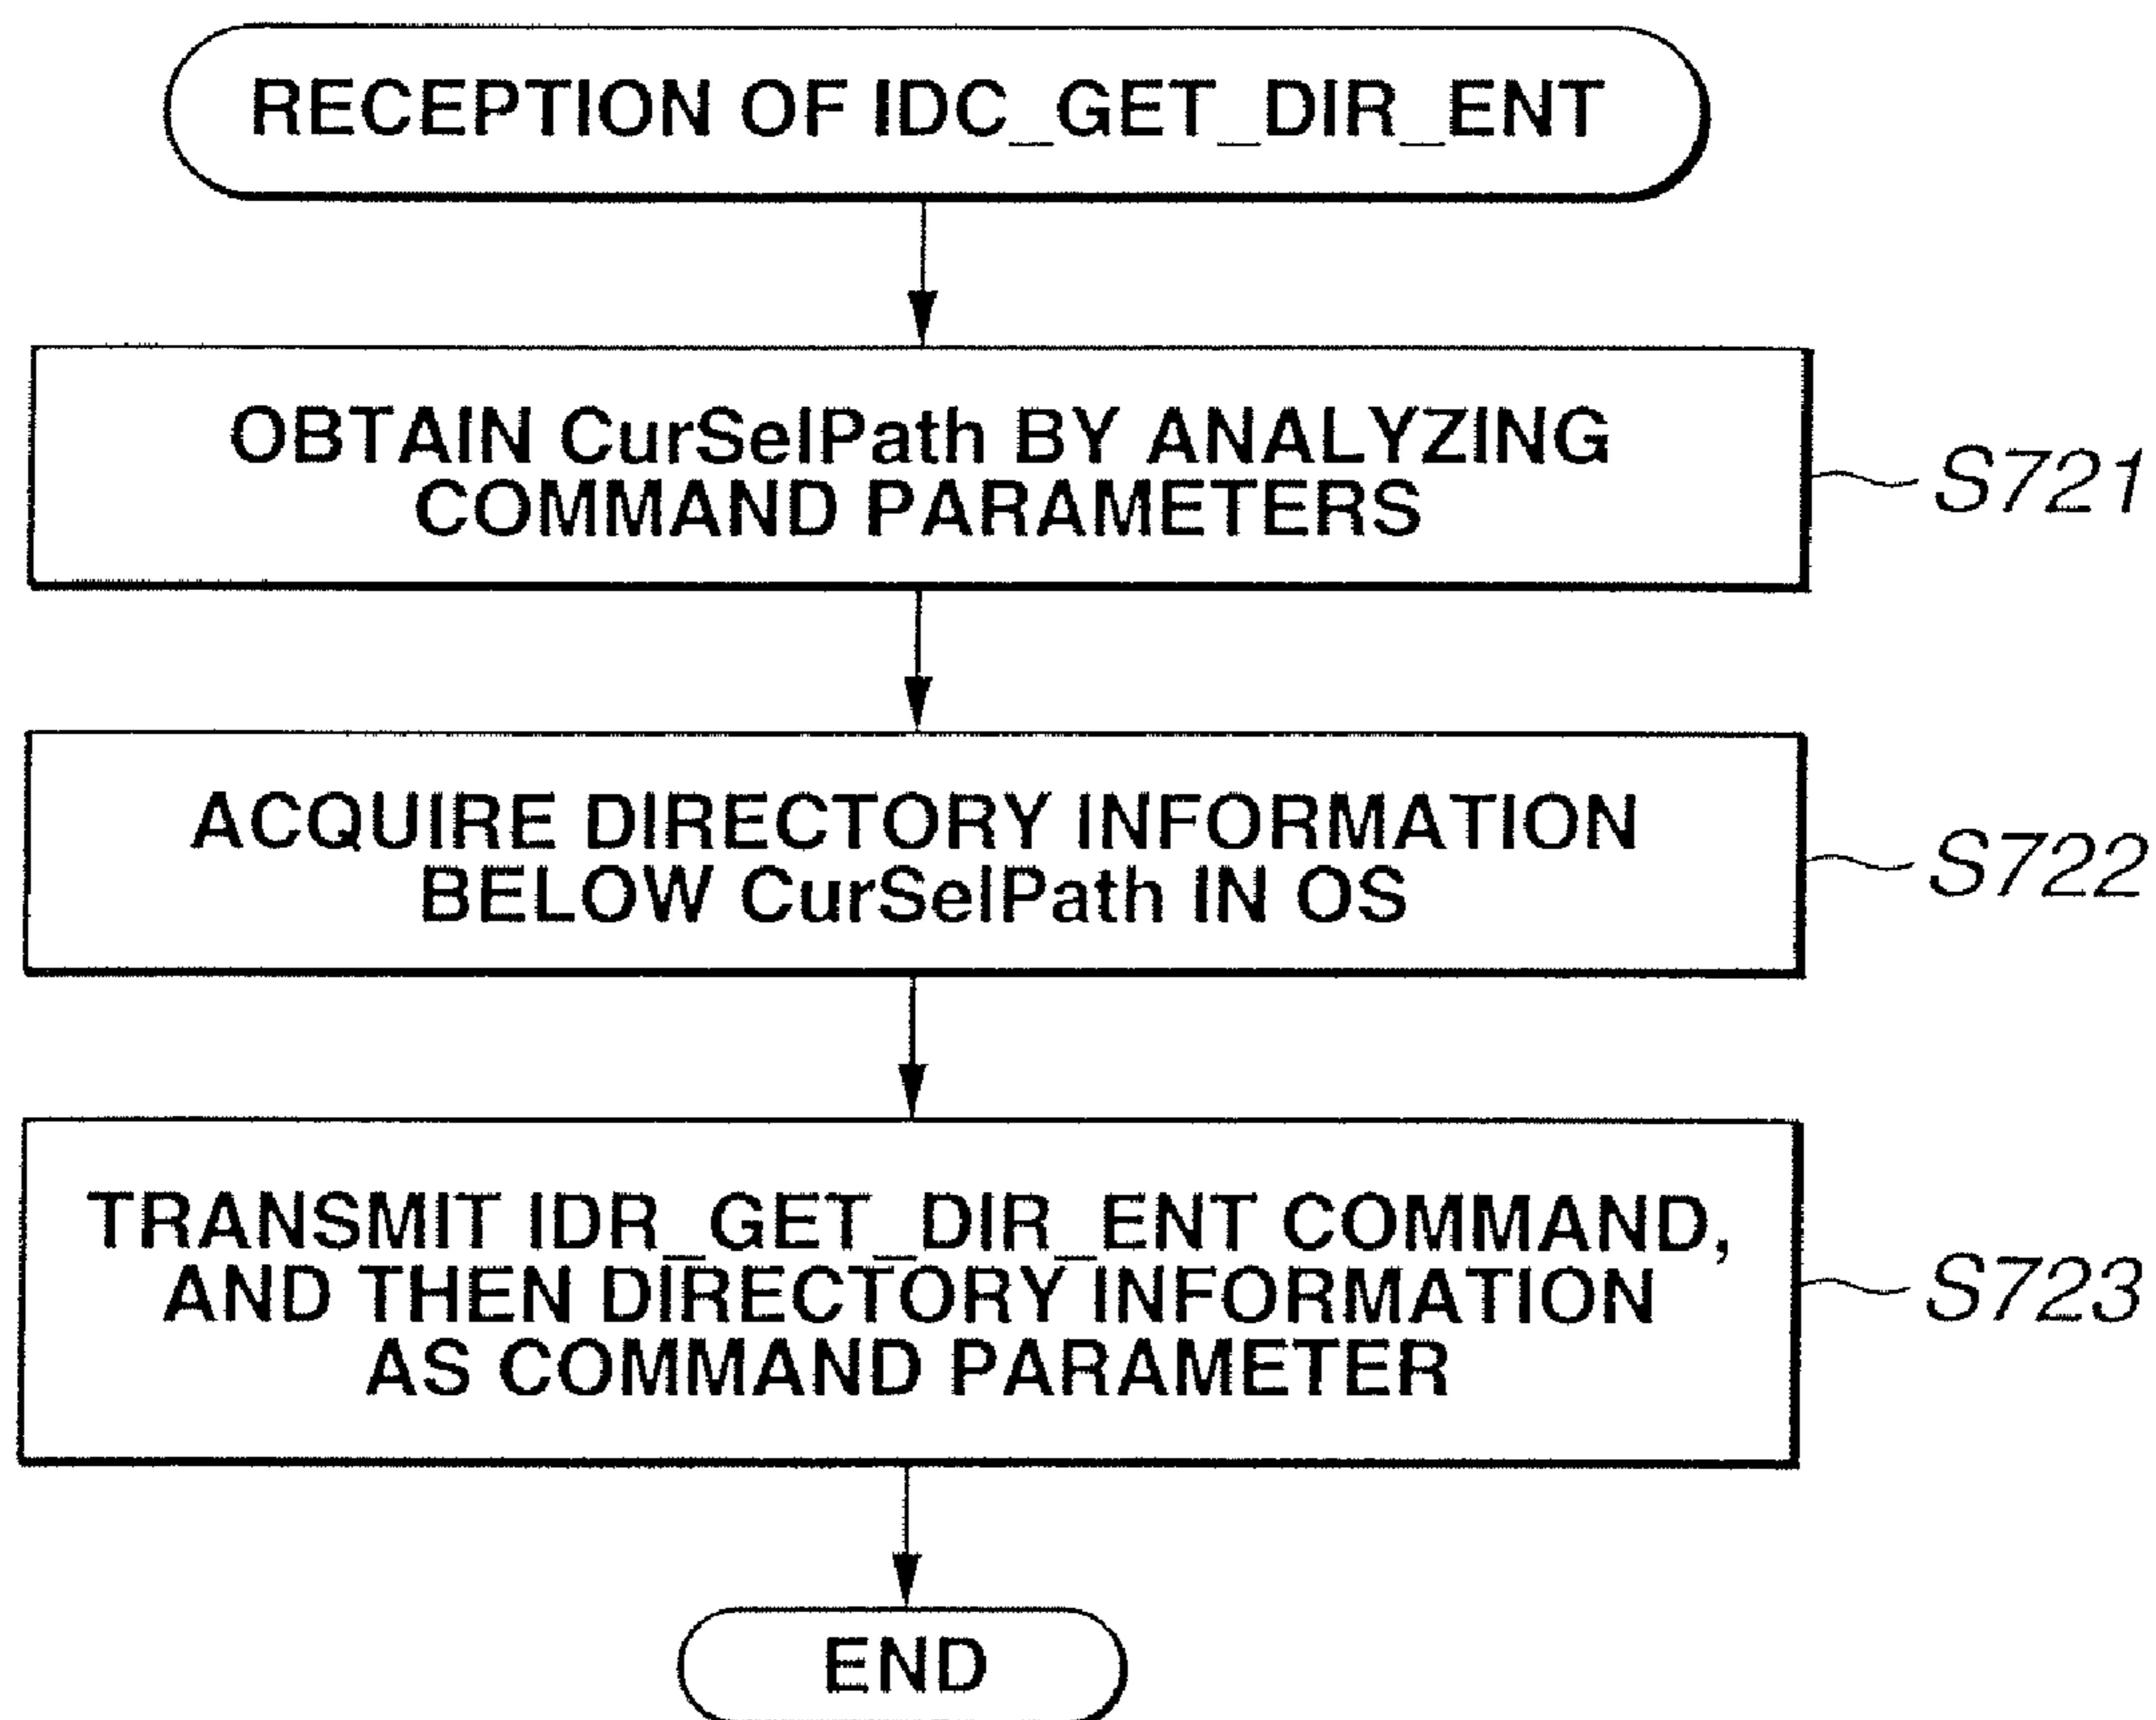 RECEPTION OF IDC_GET_DIR_ENT
OBTAIN CurSelPath BY ANALYZING
COMMAND PARAMETERS
S721
ACQUIRE DIRECTORY INFORMATION
BELOW CurSelPath IN OS
S722
TRANSMIT IDR_GET_DIR_ENT COMMAND,
AND THEN DIRECTORY INFORMATION
AS COMMAND PARAMETER
S723
END